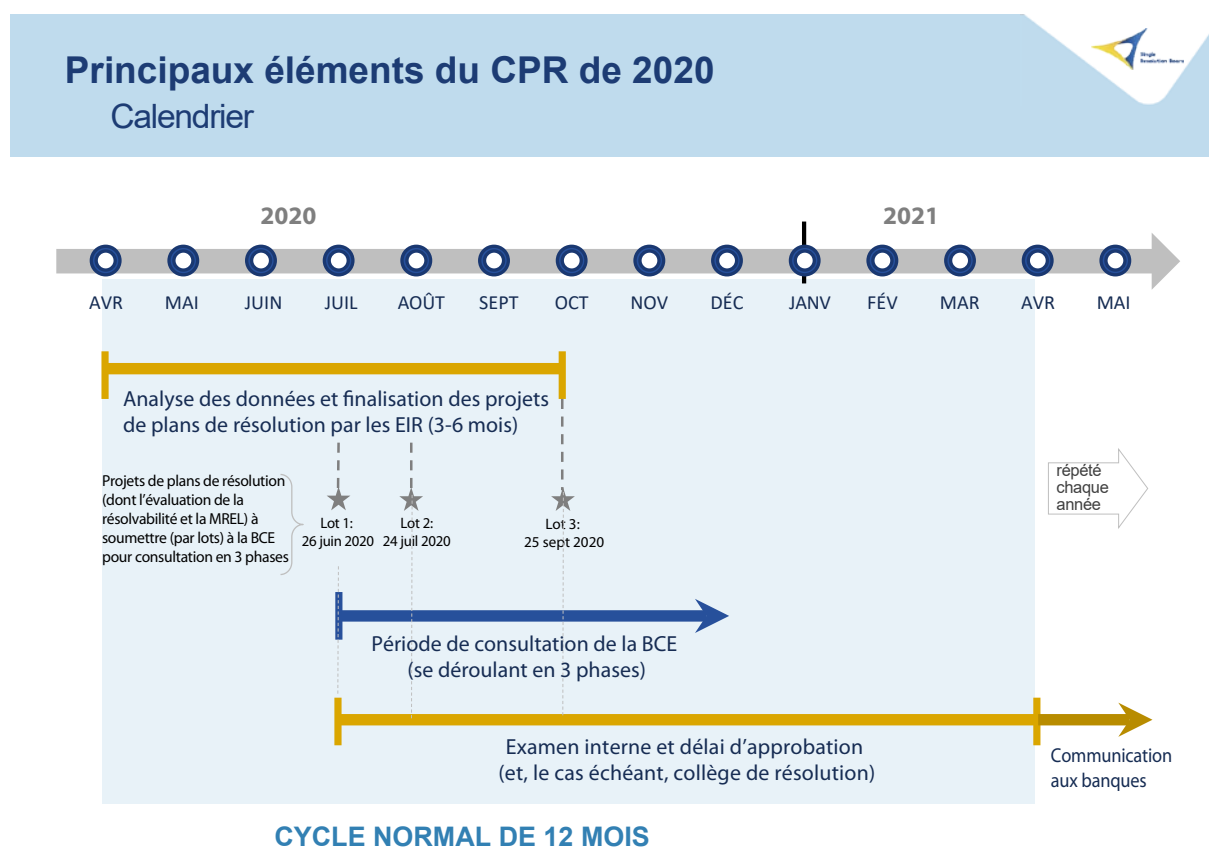 Principaux éléments du CPR de 2020
Calendrier
Single
Resolution Board
2020
2021
AVR MAI JUIN JUIL AOÛT SEPT OCT NOV DÉC JANV FÉV MAR AVR MAI
Analyse des données et finalisation des projets
de plans de résolution par les EIR (3-6 mois)
Projets de plans de résolution
(dont l’évaluation de la
résolvabilité et la MREL) à
soumettre (par lots) à la BCE
pour consultation en 3 phases
Lot 1:
26 juin 2020
Lot 2:
24 juil 2020
Lot 3:
25 sept 2020
répété
chaque
année
Période de consultation de la BCE
(se déroulant en 3 phases)
Examen interne et délai d’approbation
(et, le cas échéant, collège de résolution)
Communication
aux banques
CYCLE NORMAL DE 12 MOIS